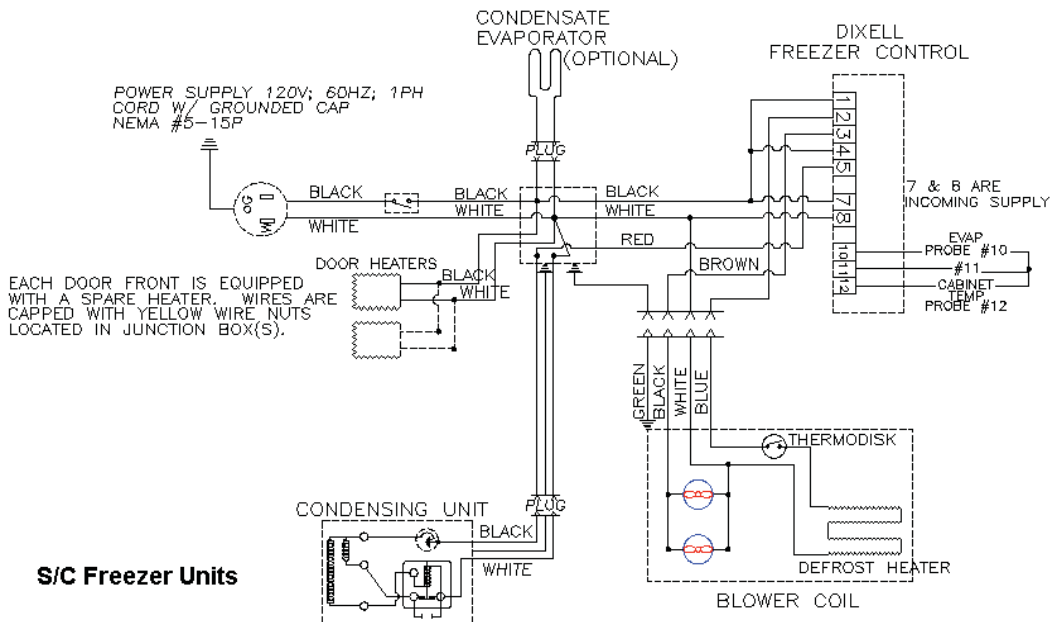 CONDENSATE
EVAPORATOR
(OPTIONAL)
DIXELL
FREEZER CONTROL
POWER SUPPLY 120V; 60HZ; 1PH
CORD W/ GROUNDED CAP
NEMA #5-15P
1
2
3
4
5
7
8
10
11
12
PLUG
BLACK
BLACK
BLACK
WHITE
WHITE
WHITE
7 & 8 ARE
INCOMING SUPPLY
RED
BROWN
EVAP
PROBE #10
#11
CABINET
TEMP
PROBE #12
DOOR HEATERS
BLACK
WHITE
EACH DOOR FRONT IS EQUIPPED
WITH A SPARE HEATER. WIRES ARE
CAPPED WITH YELLOW WIRE NUTS
LOCATED IN JUNCTION BOX(S).
GREEN
BLACK
WHITE
BLUE
THERMODISK
DEFROST HEATER
BLOWER COIL
CONDENSING UNIT
PLUG
BLACK
WHITE
S/C Freezer Units